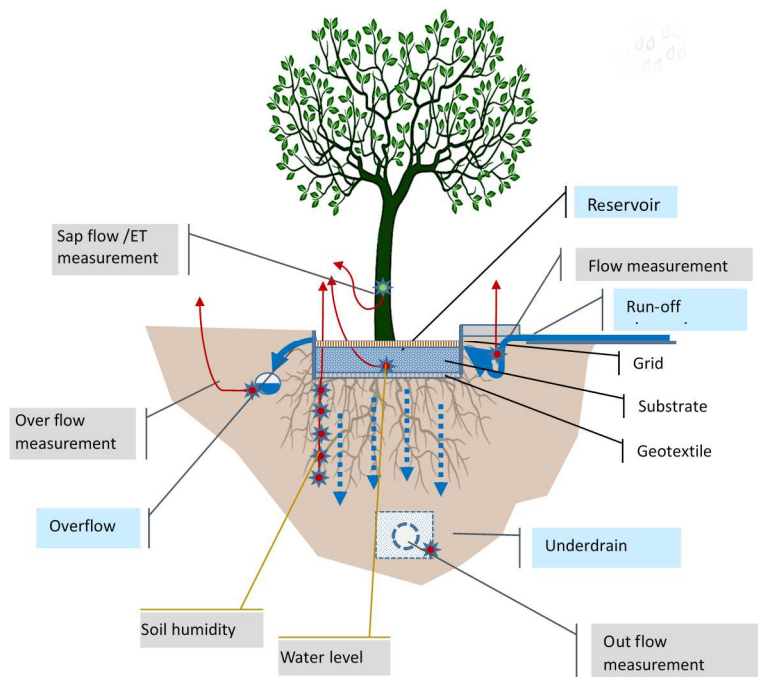 Reservoir
Sap flow /ET
measurement
Flow measurement
Run-off
Grid
Substrate
Over flow
measurement
Geotextile
Overflow
Underdrain
Soil humidity
Water level
Out flow
measurement